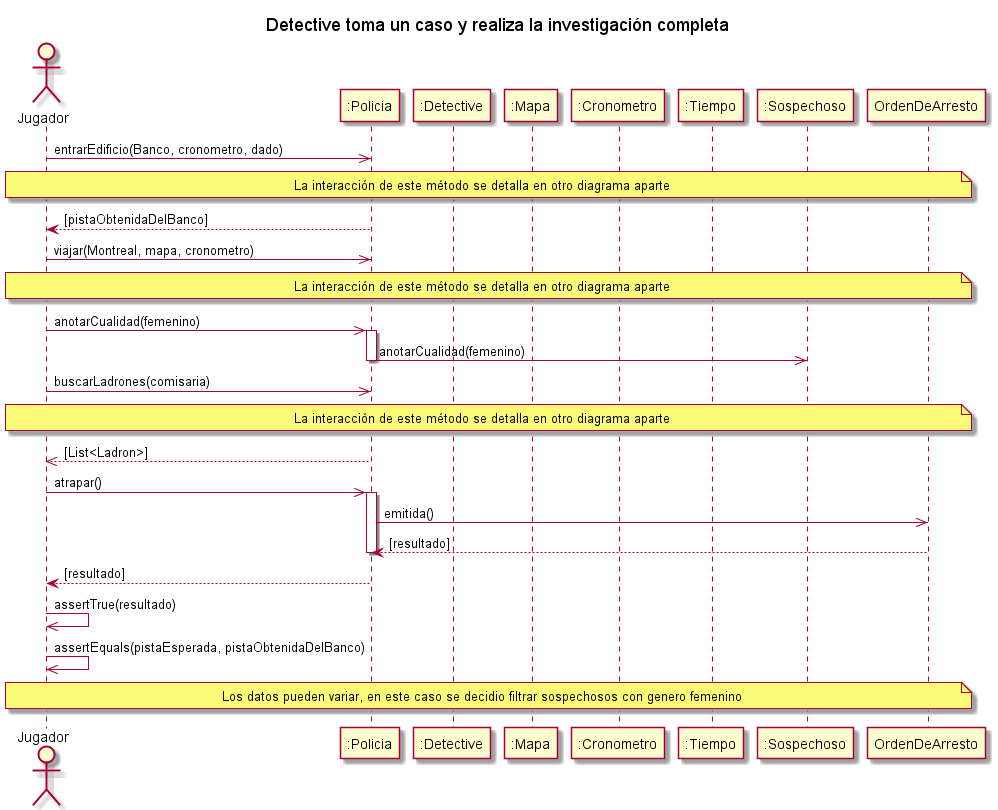 Detective toma un caso y realiza la investigación completa
Jugador
:Policia
:Detective
:Mapa
:Cronometro
:Tiempo
:Sospechoso
OrdenDeArresto
entrarEdificio(Banco, cronometro, dado)
La interacción de este método se detalla en otro diagrama aparte
[pistaObtenidaDelBanco]
viajar(Montreal, mapa, cronometro)
La interacción de este método se detalla en otro diagrama aparte
anotarCualidad(femenino)
anotarCualidad(femenino)
buscarLadrones(comisaria)
La interacción de este método se detalla en otro diagrama aparte
[List<Ladron>]
atrapar()
emitida()
[resultado]
[resultado]
assertTrue(resultado)
assertEquals(pistaEsperada, pistaObtenidaDelBanco)
Los datos pueden variar, en este caso se decidio filtrar sospechosos con genero femenino
Jugador
:Policia
:Detective
:Mapa
:Cronometro
:Tiempo
:Sospechoso
OrdenDeArresto